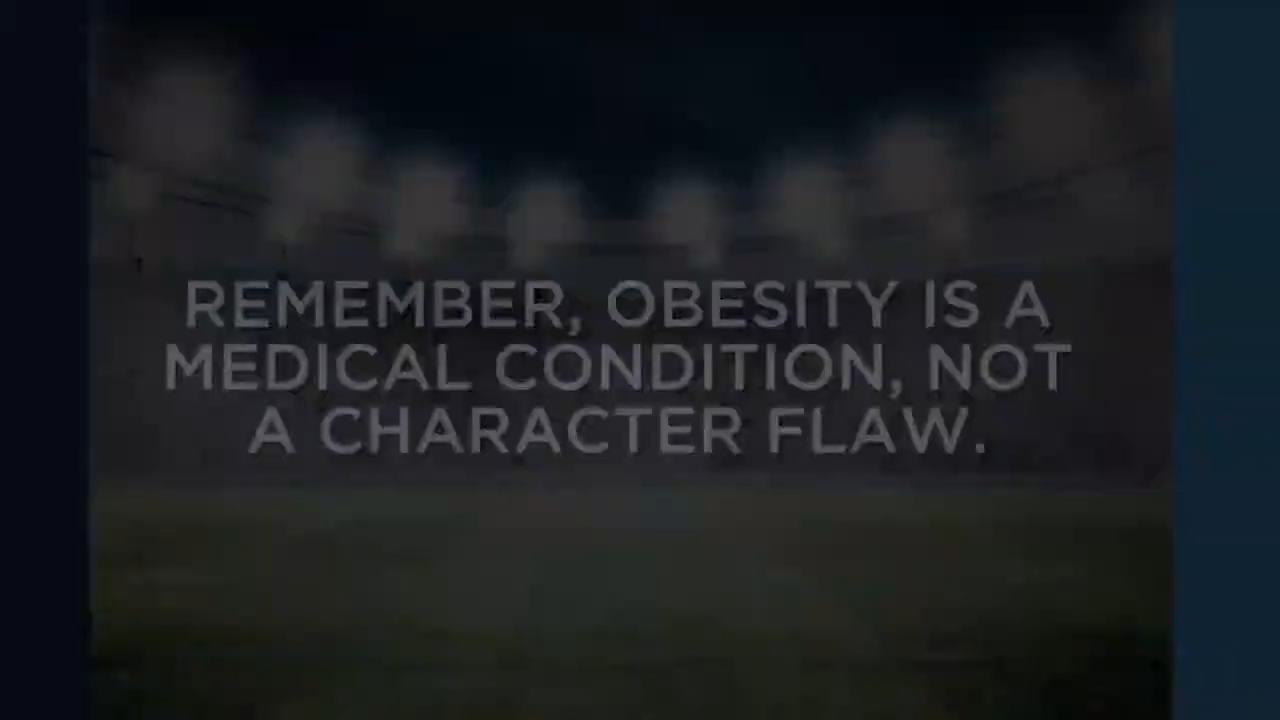 REMEMBER, OBESITY IS A
MEDICAL CONDITION, NOT
A CHARACTER FLAW.